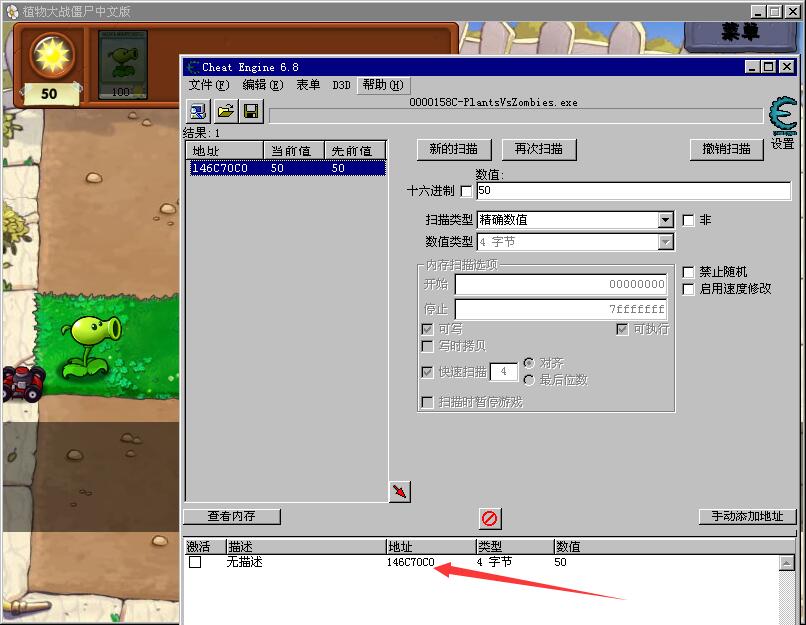 植物大战僵尸中文版
菜单
50
100
Cheat Engine 6.8
文件(F) 编辑(E) 表单 D3D 帮助(H)
0000158C-PlantsVsZombies.exe
设置
结果: 1
地址 当前值 先前值
146C70C0 50 50
新的扫描 再次扫描 撤销扫描
数值:
十六进制 50
扫描类型 精确数值 非
数值类型 4 字节
内存扫描选项
开始 00000000
停止 7fffffff
可写 可执行
写时拷贝
快速扫描 4 对齐
最后位数
扫描时暂停游戏
禁止随机
启用速度修改
查看内存 手动添加地址
激活 描述 地址 类型 数值
无描述 146C70C0 4 字节 50